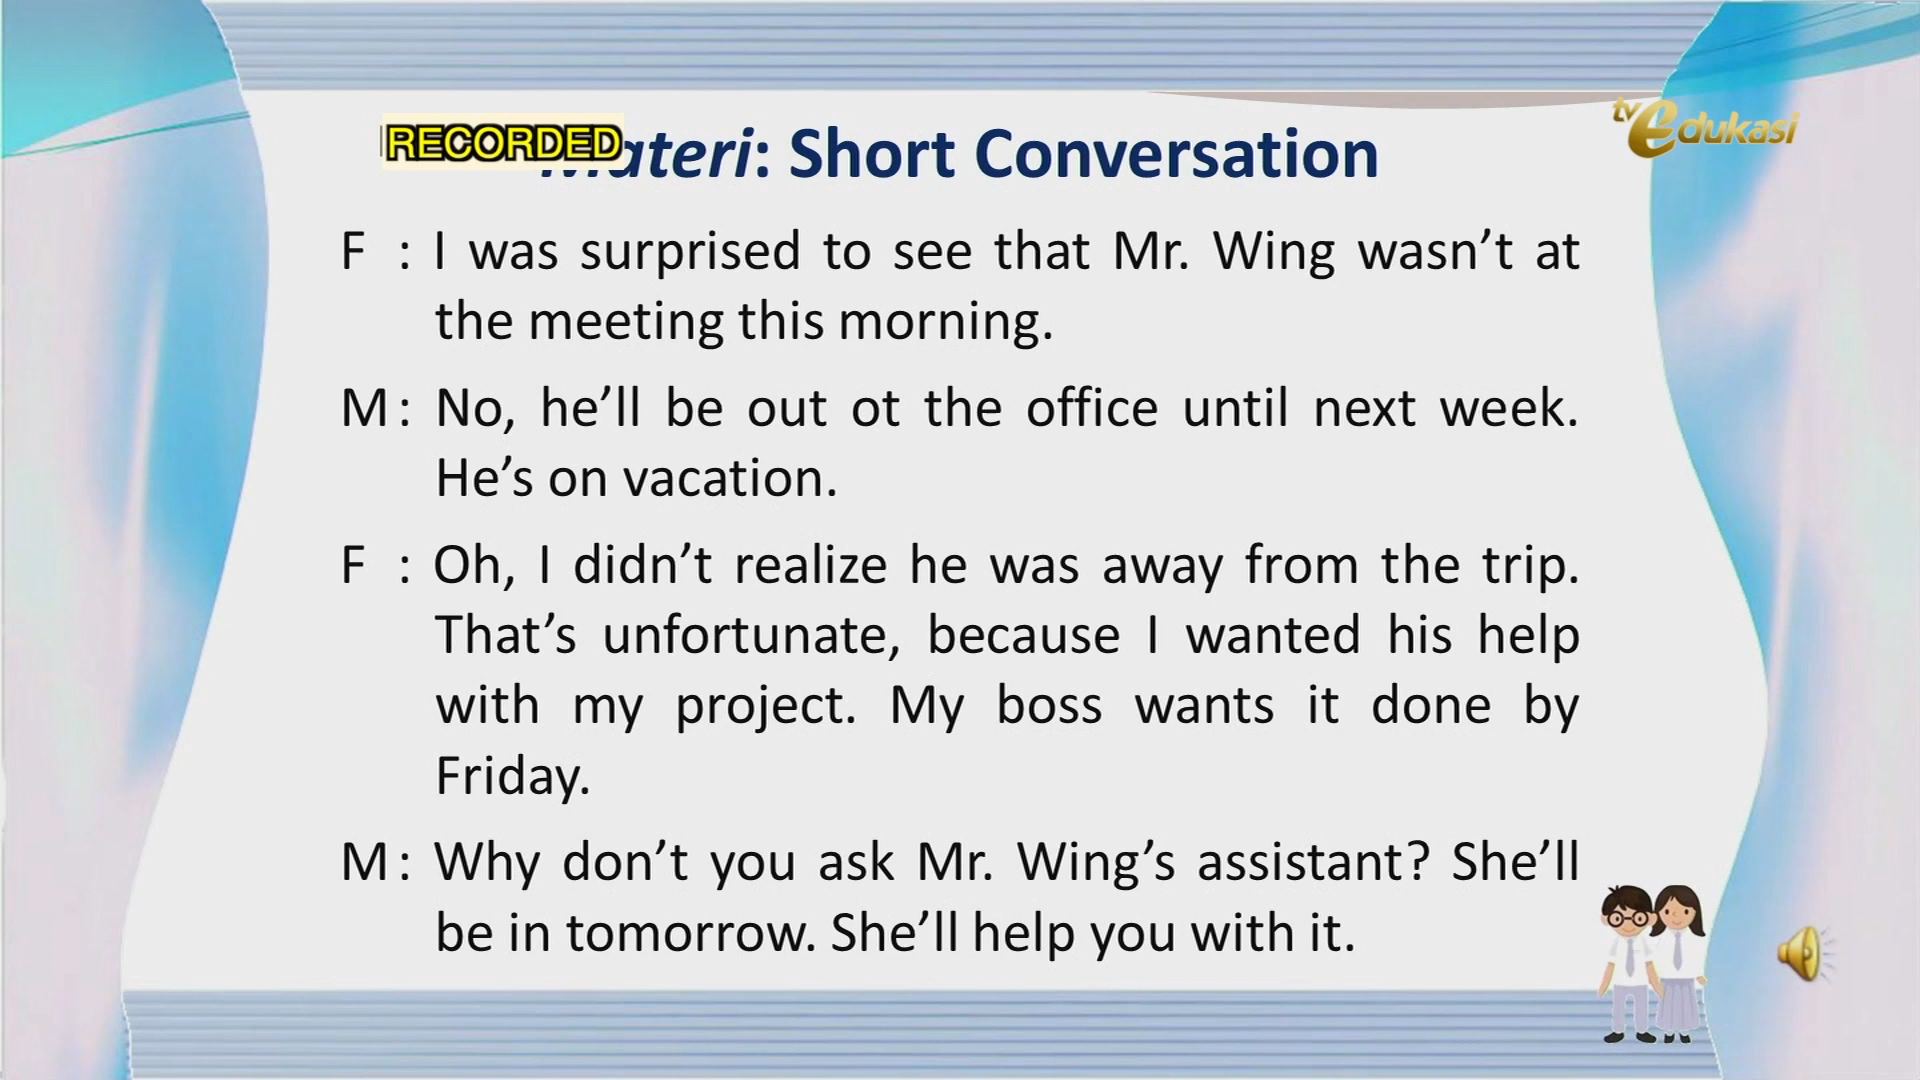 RECORDED
Materi: Short Conversation
tv edukasi
F : I was surprised to see that Mr. Wing wasn’t at
the meeting this morning.
M : No, he’ll be out ot the office until next week.
He’s on vacation.
F : Oh, I didn’t realize he was away from the trip.
That’s unfortunate, because I wanted his help
with my project. My boss wants it done by
Friday.
M : Why don’t you ask Mr. Wing’s assistant? She’ll
be in tomorrow. She’ll help you with it.